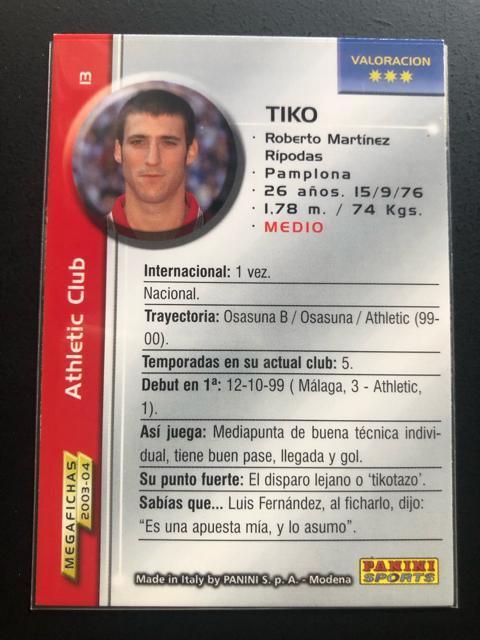 VALORACION
TIKO
· Roberto Martínez
Rípodas
· Pamplona
· 26 años. 15/9/76
· 1.78 m. / 74 Kgs.
· MEDIO
13
Athletic Club
MEGAFICHAS
2003-04
Internacional: 1 vez.
Nacional.
Trayectoria: Osasuna B / Osasuna / Athletic (99-
00).
Temporadas en su actual club: 5.
Debut en 1ª: 12-10-99 ( Málaga, 3 - Athletic,
1).
Así juega: Mediapunta de buena técnica indivi-
dual, tiene buen pase, llegada y gol.
Su punto fuerte: El disparo lejano o ‘tikotazo’.
Sabías que... Luis Fernández, al ficharlo, dijo:
“Es una apuesta mía, y lo asumo”.
Made in Italy by PANINI S. p. A. - Modena
PANINI
SPORTS